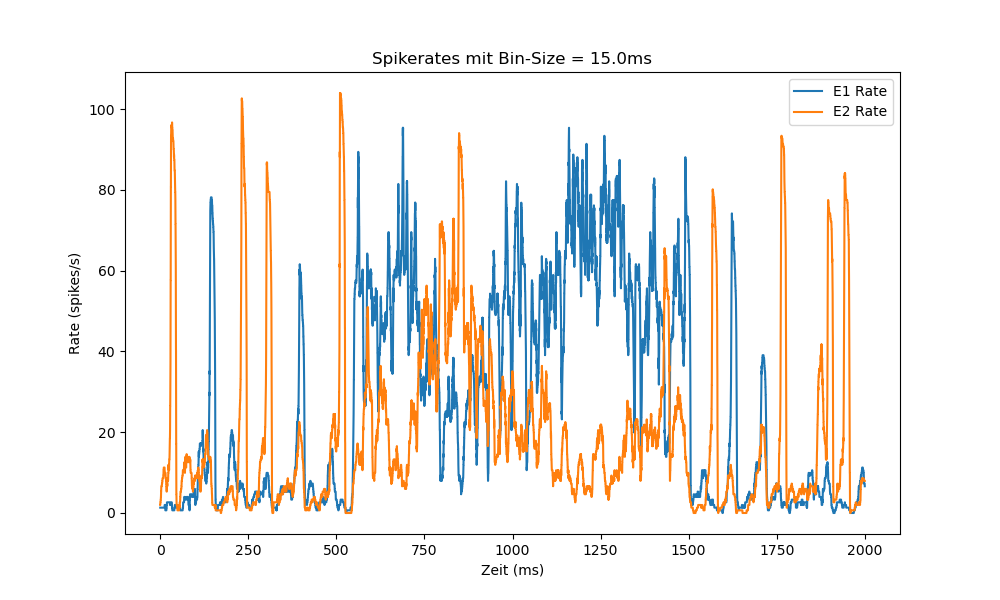 Spikerates mit Bin-Size = 15.0ms
E1 Rate
E2 Rate
Rate (spikes/s)
100
80
60
40
20
0
0 250 500 750 1000 1250 1500 1750 2000
Zeit (ms)